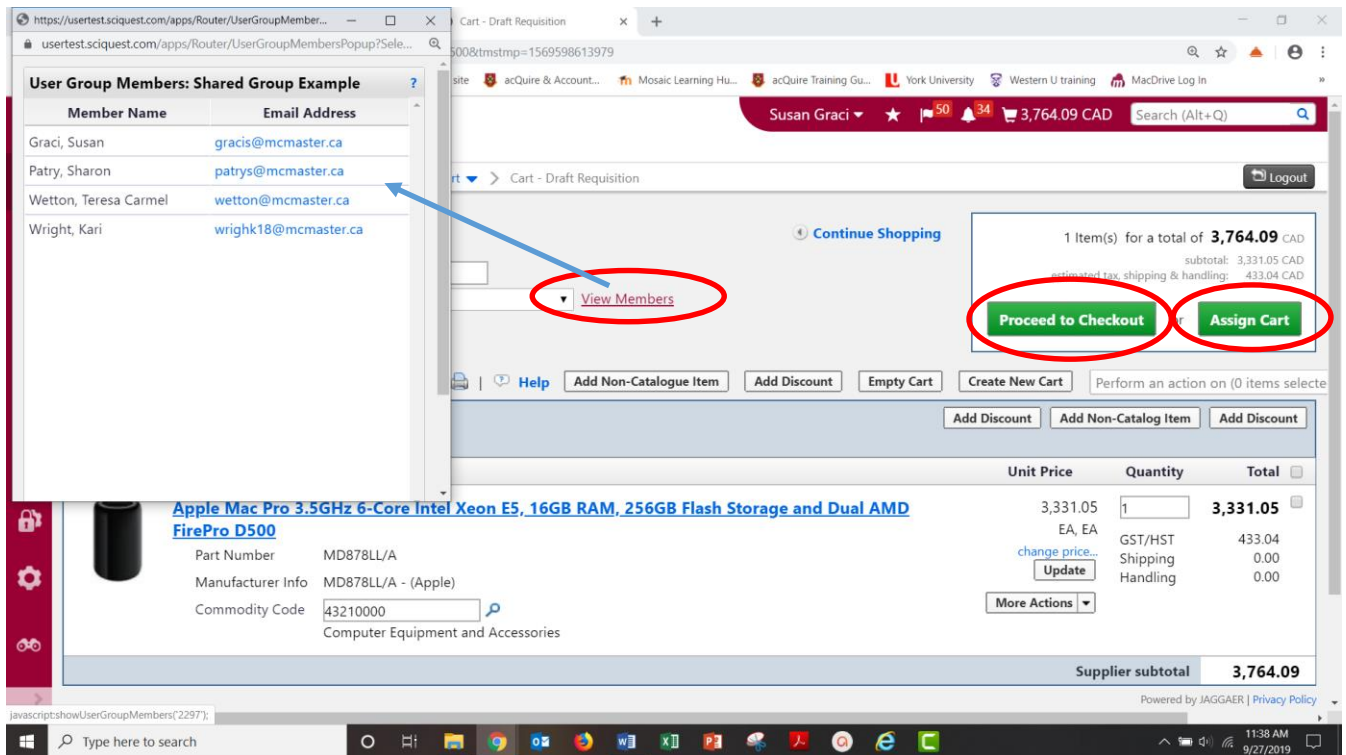 https://usertest.sciquest.com/apps/Router/UserGroupMember...
Cart - Draft Requisition
usertest.sciquest.com/apps/Router/UserGroupMembersPopup?Sele...
500&tmstmp=1569598613979
site acQuire & Account... Mosaic Learning Hu... acQuire Training Gu... York University Western U training MacDrive Log In »
User Group Members: Shared Group Example ?
Member Name Email Address
Graci, Susan gracis@mcmaster.ca
Patry, Sharon patrys@mcmaster.ca
Wetton, Teresa Carmel wetton@mcmaster.ca
Wright, Kari wrighk18@mcmaster.ca
Susan Graci 50 34 3,764.09 CAD Search (Alt+Q)
rt > Cart - Draft Requisition
Logout
Continue Shopping
1 Item(s) for a total of 3,764.09 CAD
subtotal: 3,331.05 CAD
estimated tax, shipping & handling: 433.04 CAD
View Members
Proceed to Checkout or Assign Cart
| Help Add Non-Catalogue Item Add Discount Empty Cart Create New Cart Perform an action on (0 items selecte
Add Discount Add Non-Catalog Item Add Discount
Unit Price Quantity Total
Apple Mac Pro 3.5GHz 6-Core Intel Xeon E5, 16GB RAM, 256GB Flash Storage and Dual AMD
FirePro D500
3,331.05 1 3,331.05
EA, EA
GST/HST 433.04
change price...
Shipping 0.00
Update
Handling 0.00
Part Number MD878LL/A
Manufacturer Info MD878LL/A - (Apple)
More Actions
Commodity Code 43210000
Computer Equipment and Accessories
Supplier subtotal 3,764.09
Powered by JAGGAER | Privacy Policy
javascript:showUserGroupMembers('2297');
Type here to search
11:38 AM
9/27/2019